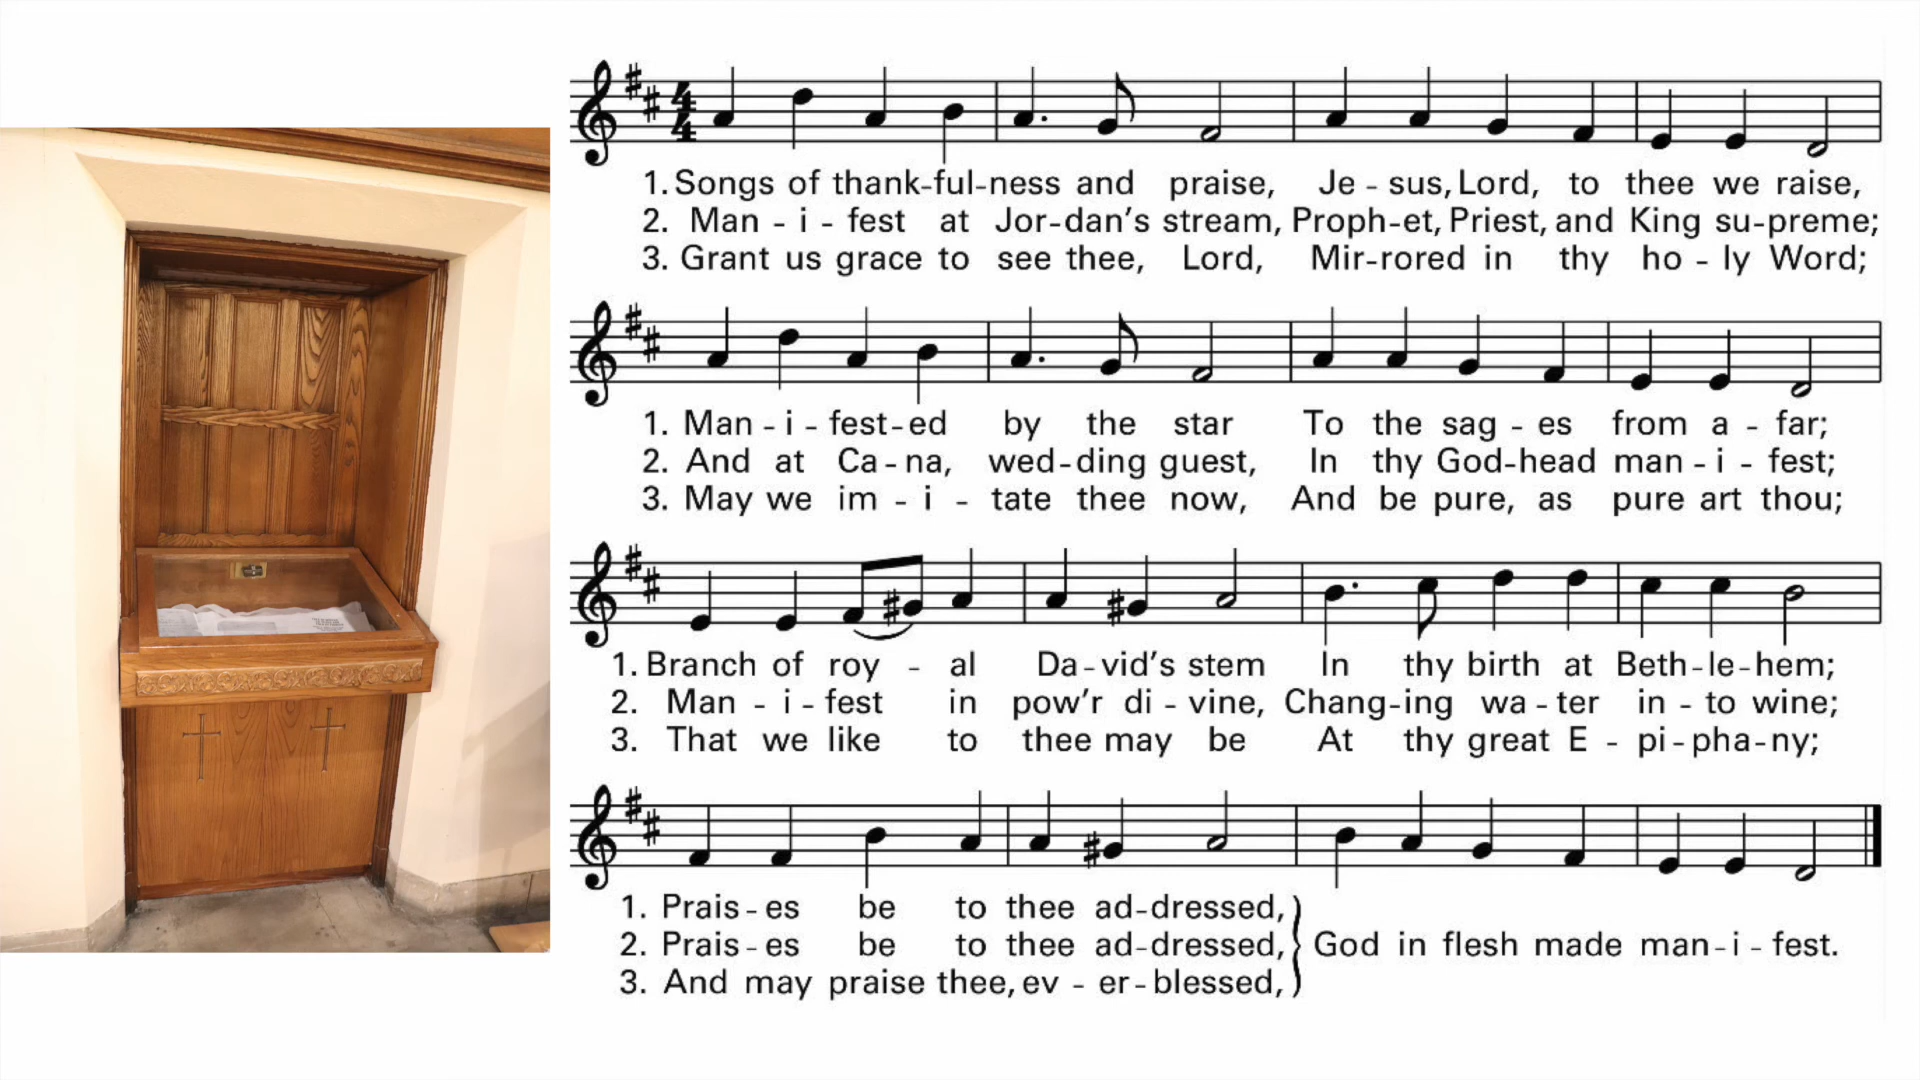 4
4
1. Songs of thank-ful-ness and praise, Je - sus, Lord, to thee we raise,
2. Man - i - fest at Jor-dan's stream, Proph-et, Priest, and King su-preme;
3. Grant us grace to see thee, Lord, Mir-rored in thy ho - ly Word;
1. Man - i - fest-ed by the star To the sag - es from a - far;
2. And at Ca-na, wed-ding guest, In thy God-head man - i - fest;
3. May we im - i - tate thee now, And be pure, as pure art thou;
1. Branch of roy - al Da-vid's stem In thy birth at Beth-le-hem;
2. Man - i - fest in pow'r di - vine, Chang-ing wa-ter in - to wine;
3. That we like to thee may be At thy great E - pi-pha-ny;
1. Prais-es be to thee ad-dressed,
2. Prais-es be to thee ad-dressed, God in flesh made man-i - fest.
3. And may praise thee, ev - er-blessed,